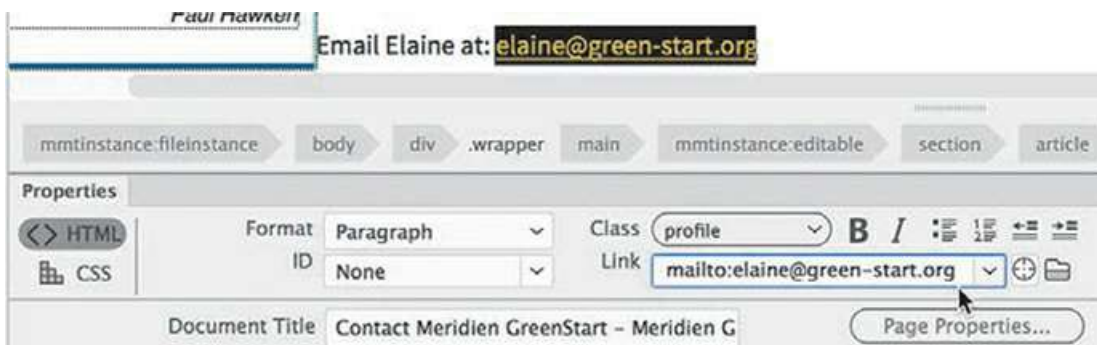 Paul Hawken
Email Elaine at: elaine@green-start.org
mmtinstance:fileinstance body div .wrapper main mmtinstance:editable section article
Properties
<> HTML Format Paragraph Class profile B I
CSS ID None Link mailto:elaine@green-start.org
Document Title Contact Meridien GreenStart – Meridien G Page Properties...